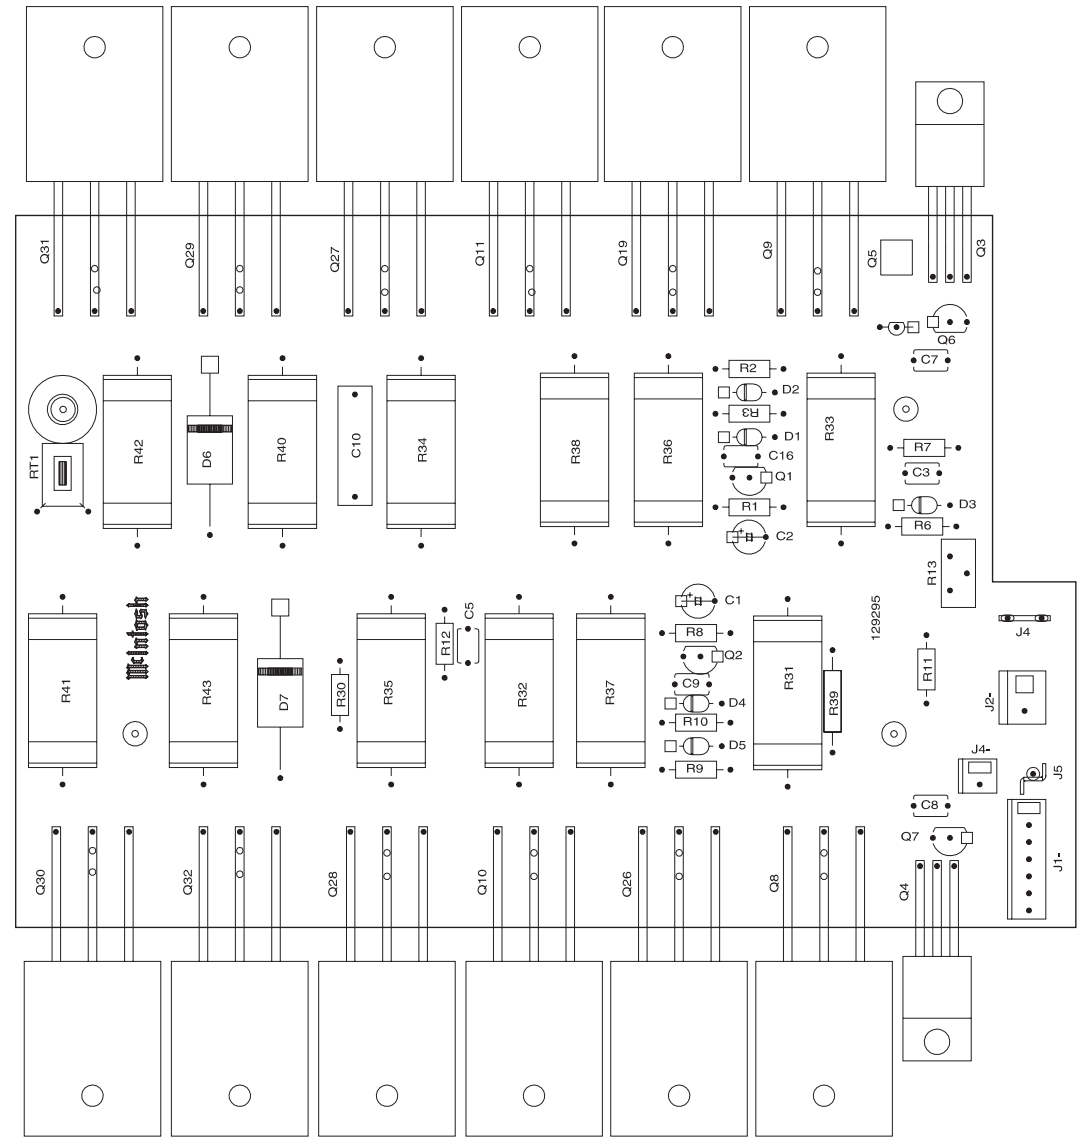 Q31
Q29
Q27
Q11
Q19
Q9
Q5
Q3
Q6
C7
R2
D2
R3
D1
C16
Q1
R1
C2
R33
R7
C3
D3
R6
RT1
R42
D6
R40
C10
R34
R38
R36
R13
McIntosh
C5
R12
C1
R8
Q2
C9
D4
R10
D5
R9
129295
J4
R11
J2-
R41
R43
D7
R30
R35
R32
R37
R31
R39
J4-
J5
C8
Q7
J1-
Q30
Q32
Q28
Q10
Q26
Q8
Q4